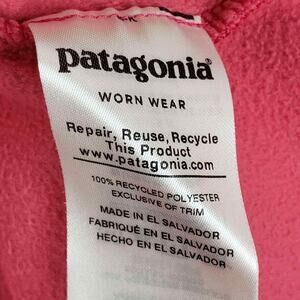 patagonia®
WORN WEAR
Repair, Reuse, Recycle
This Product
www.patagonia.com
100% RECYCLED POLYESTER
EXCLUSIVE OF TRIM
MADE IN EL SALVADOR
FABRIQUÉ EN EL SALVADOR
HECHO EN EL SALVADOR